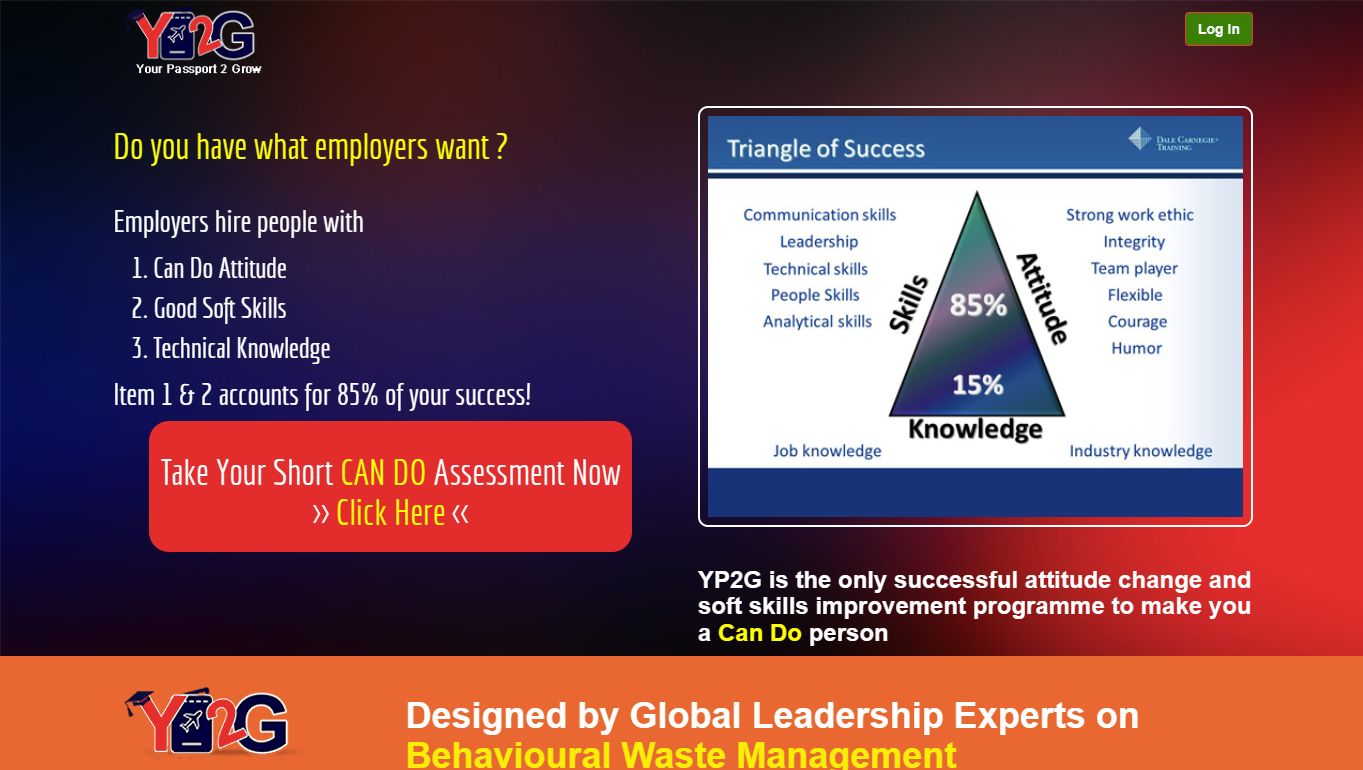 YP2G
Your Passport 2 Grow
Log In
Do you have what employers want ?
Employers hire people with
1. Can Do Attitude
2. Good Soft Skills
3. Technical Knowledge
Item 1 & 2 accounts for 85% of your success!
Take Your Short CAN DO Assessment Now
>> Click Here <<
Triangle of Success
DALE CARNEGIE®
TRAINING
Communication skills
Leadership
Technical skills
People Skills
Analytical skills
Skills
85%
15%
Attitude
Knowledge
Strong work ethic
Integrity
Team player
Flexible
Courage
Humor
Job knowledge
Industry knowledge
YP2G is the only successful attitude change and
soft skills improvement programme to make you
a Can Do person
YP2G
Designed by Global Leadership Experts on
Behavioural Waste Management